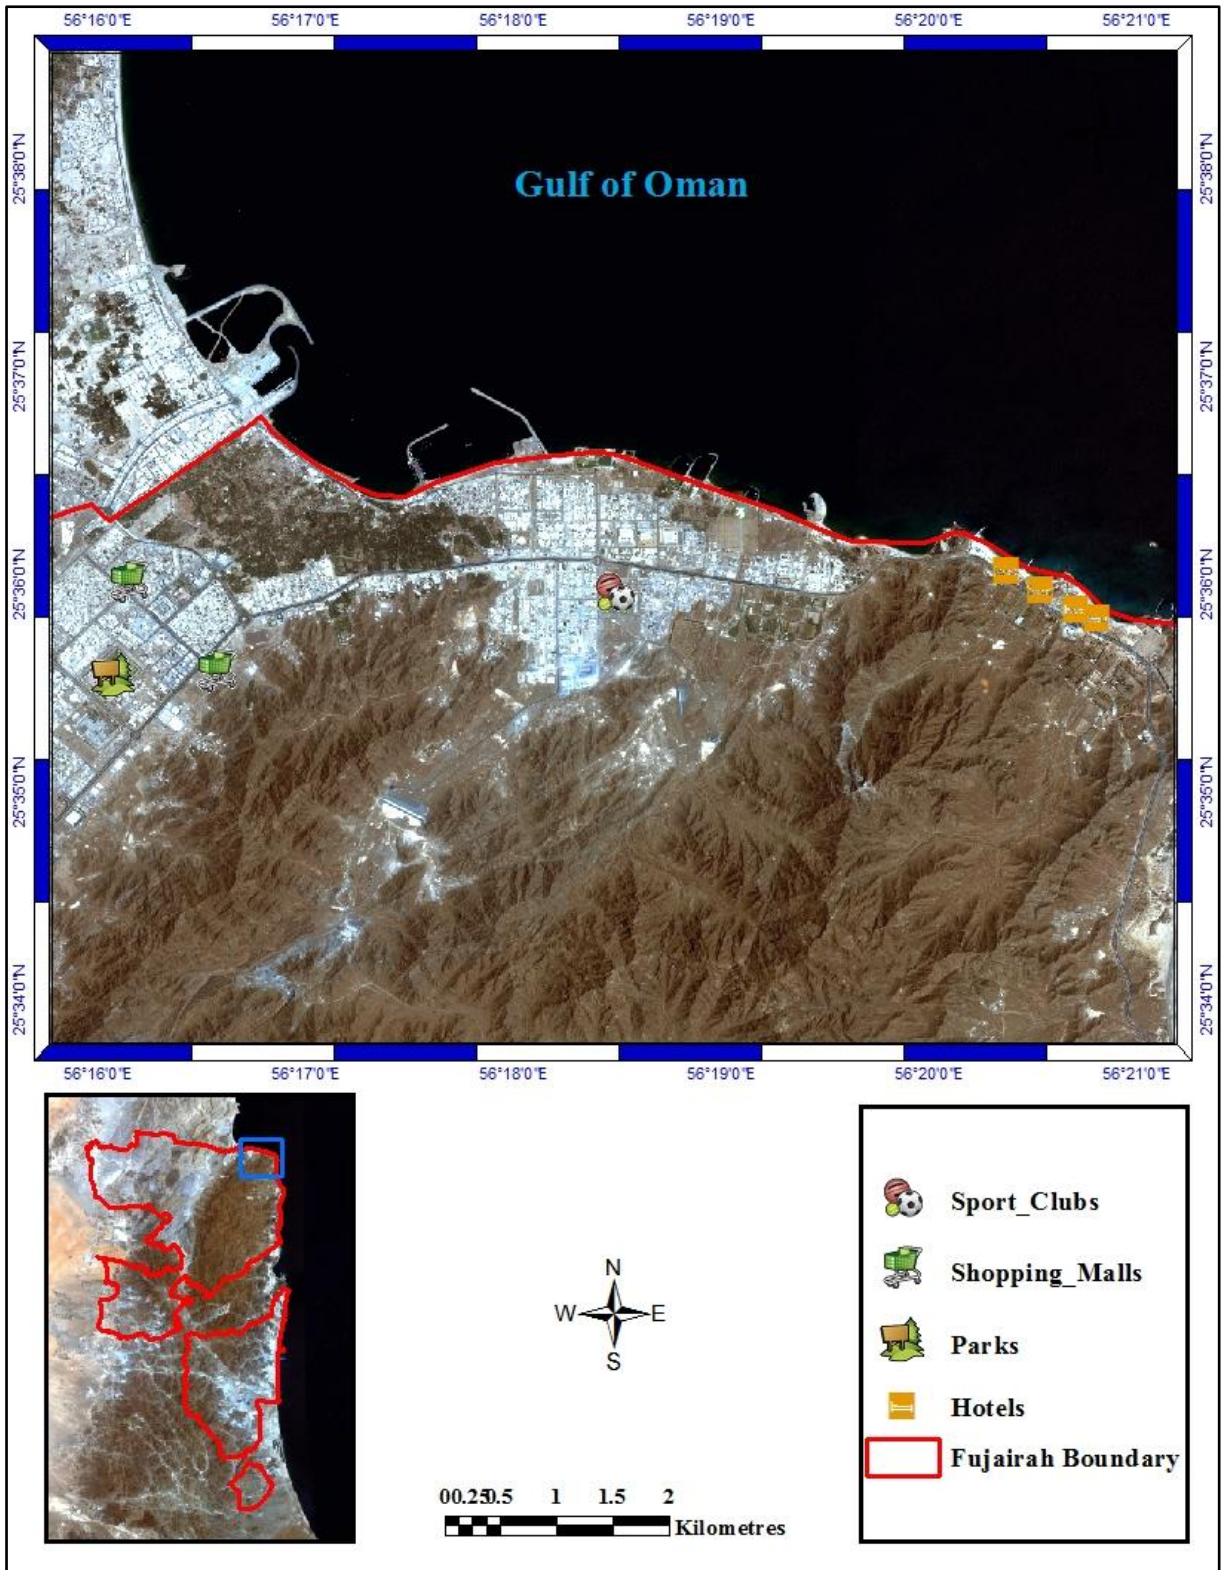 56°16'0"E 56°17'0"E 56°18'0"E 56°19'0"E 56°20'0"E 56°21'0"E
25°38'0"N
25°38'0"N
Gulf of Oman
25°37'0"N
25°37'0"N
25°36'0"N
25°36'0"N
25°35'0"N
25°35'0"N
25°34'0"N
25°34'0"N
56°16'0"E 56°17'0"E 56°18'0"E 56°19'0"E 56°20'0"E 56°21'0"E
N
W E
S
00.250.5 1 1.5 2
Kilometres
Sport_Clubs
Shopping_Malls
Parks
Hotels
Fujairah Boundary